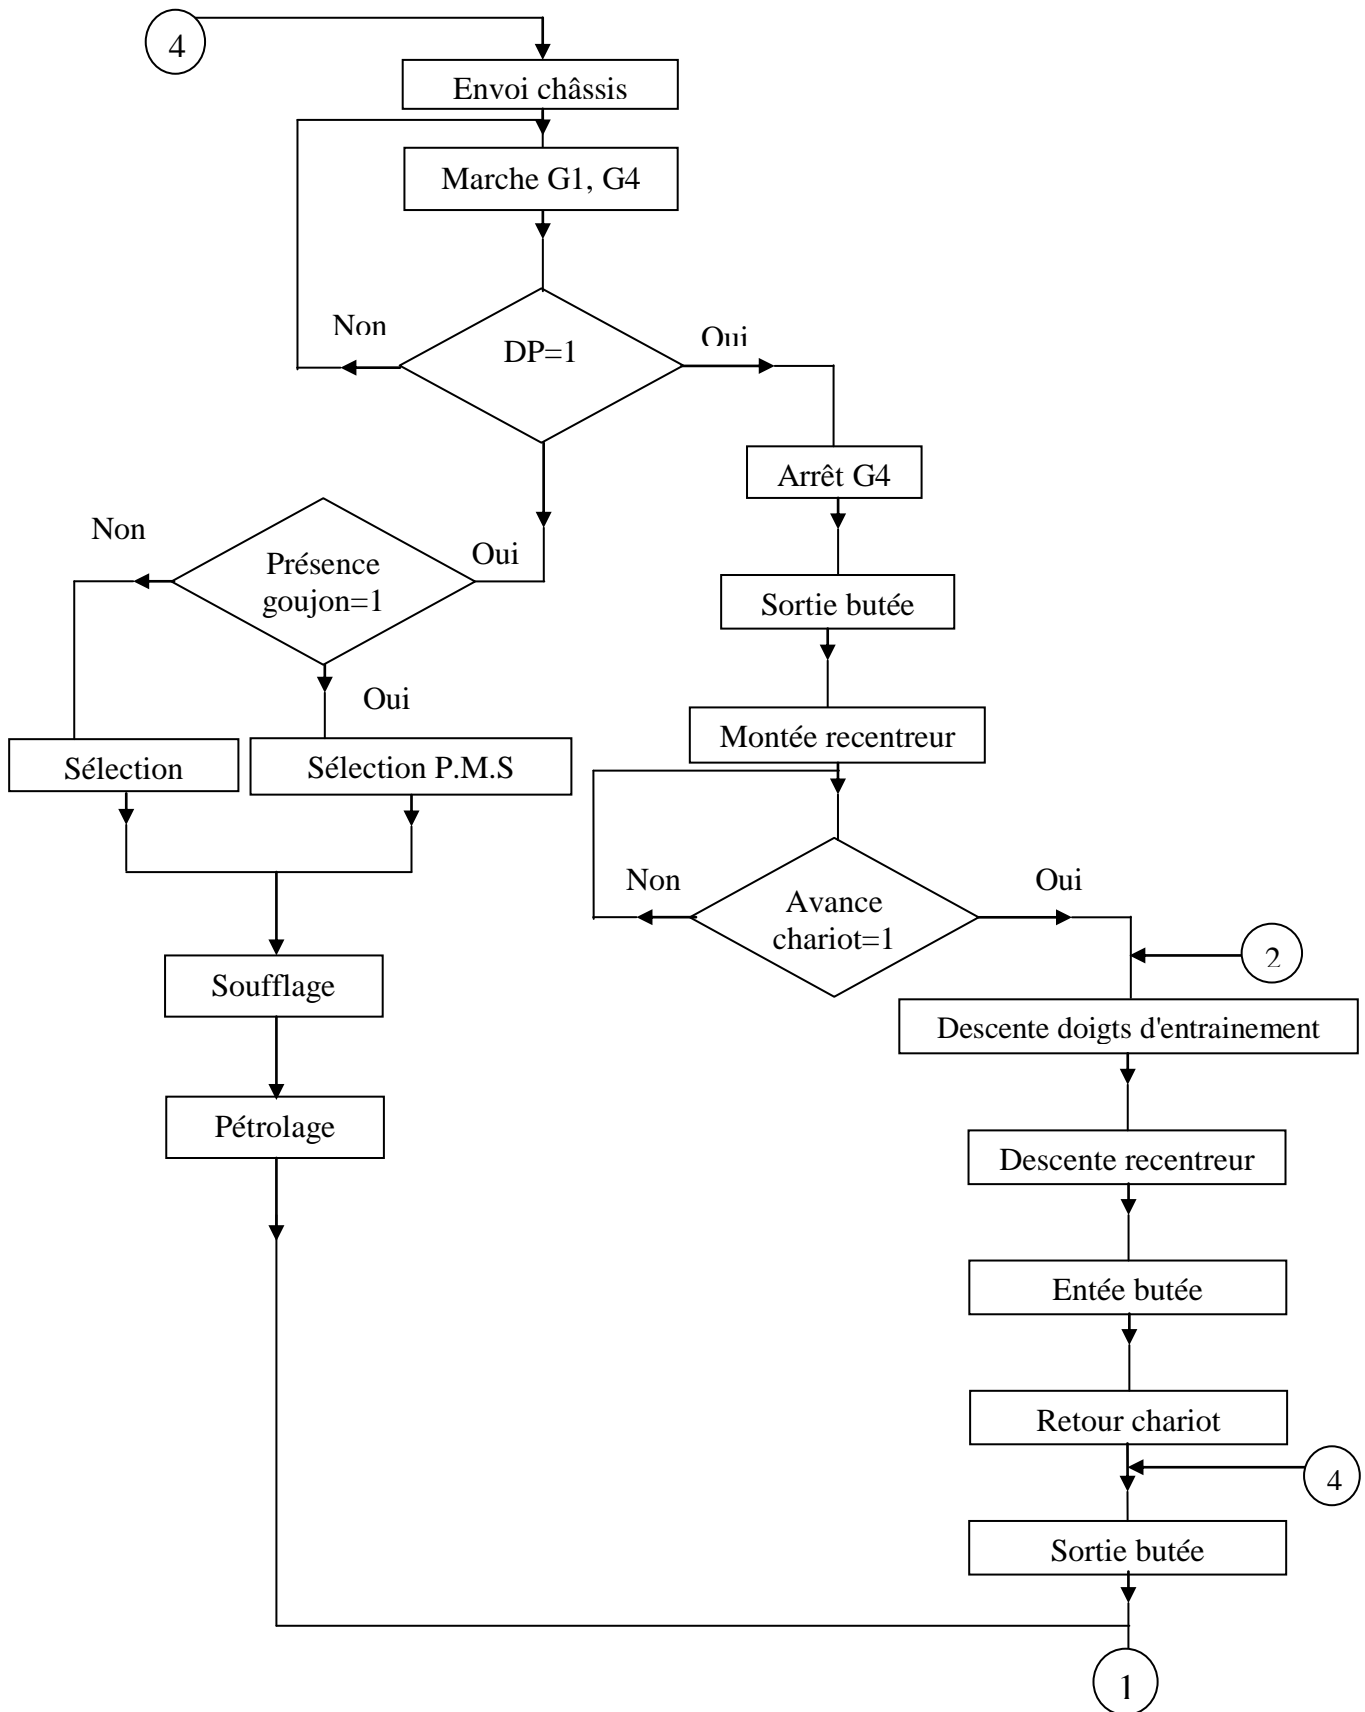 4
Envoi châssis
Marche G1, G4
Non
DP=1
Oui
Arrêt G4
Non
Présence
goujon=1
Oui
Sortie butée
Oui
Montée recentreur
Sélection
Sélection P.M.S
Non
Avance
chariot=1
Oui
2
Soufflage
Descente doigts d'entrainement
Pétrolage
Descente recentreur
Entée butée
Retour chariot
4
Sortie butée
1